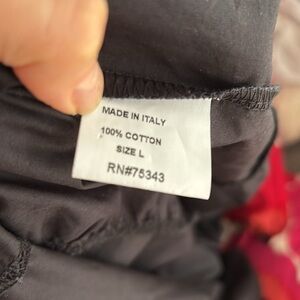 MADE IN ITALY
100% COTTON
SIZE L
RN#75343